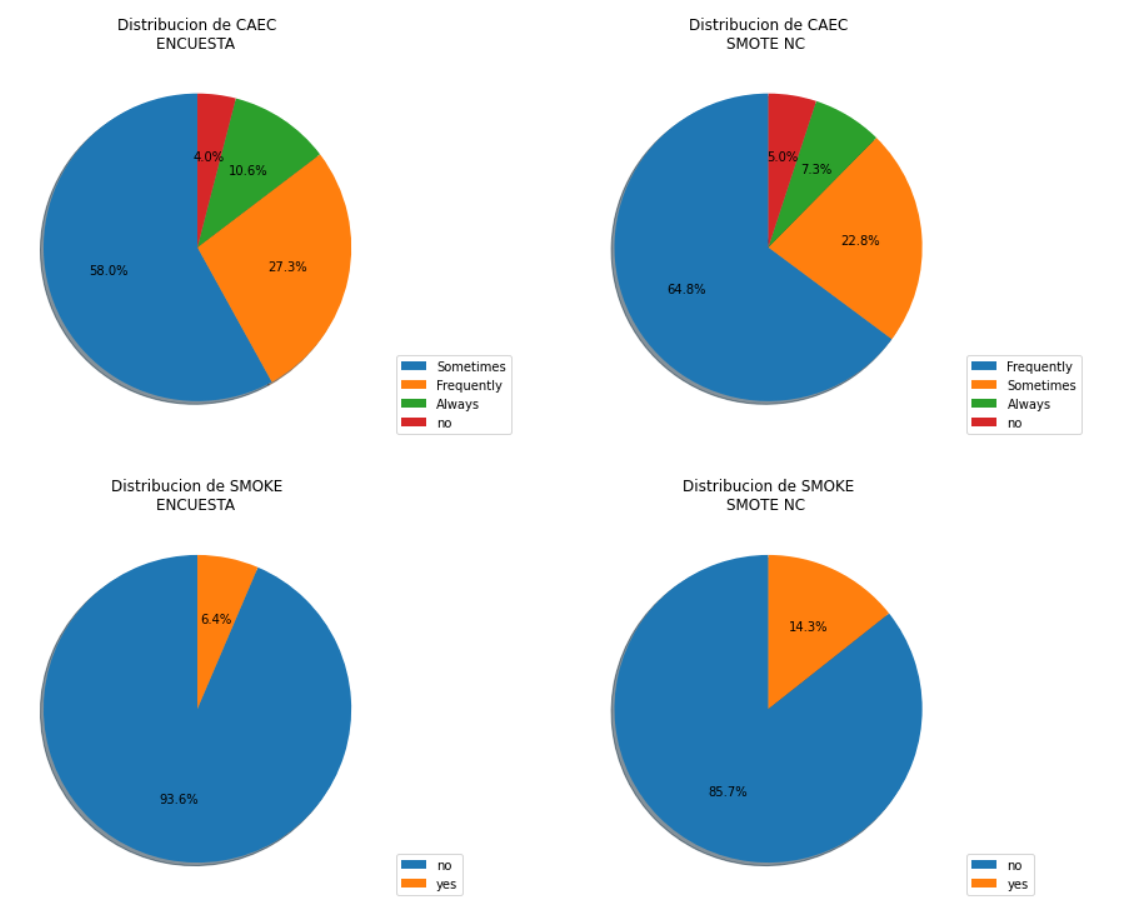 Distribucion de CAEC
ENCUESTA
4.0%
10.6%
27.3%
58.0%
Sometimes
Frequently
Always
no
Distribucion de CAEC
SMOTE NC
5.0%
7.3%
22.8%
64.8%
Frequently
Sometimes
Always
no
Distribucion de SMOKE
ENCUESTA
6.4%
93.6%
no
yes
Distribucion de SMOKE
SMOTE NC
14.3%
85.7%
no
yes